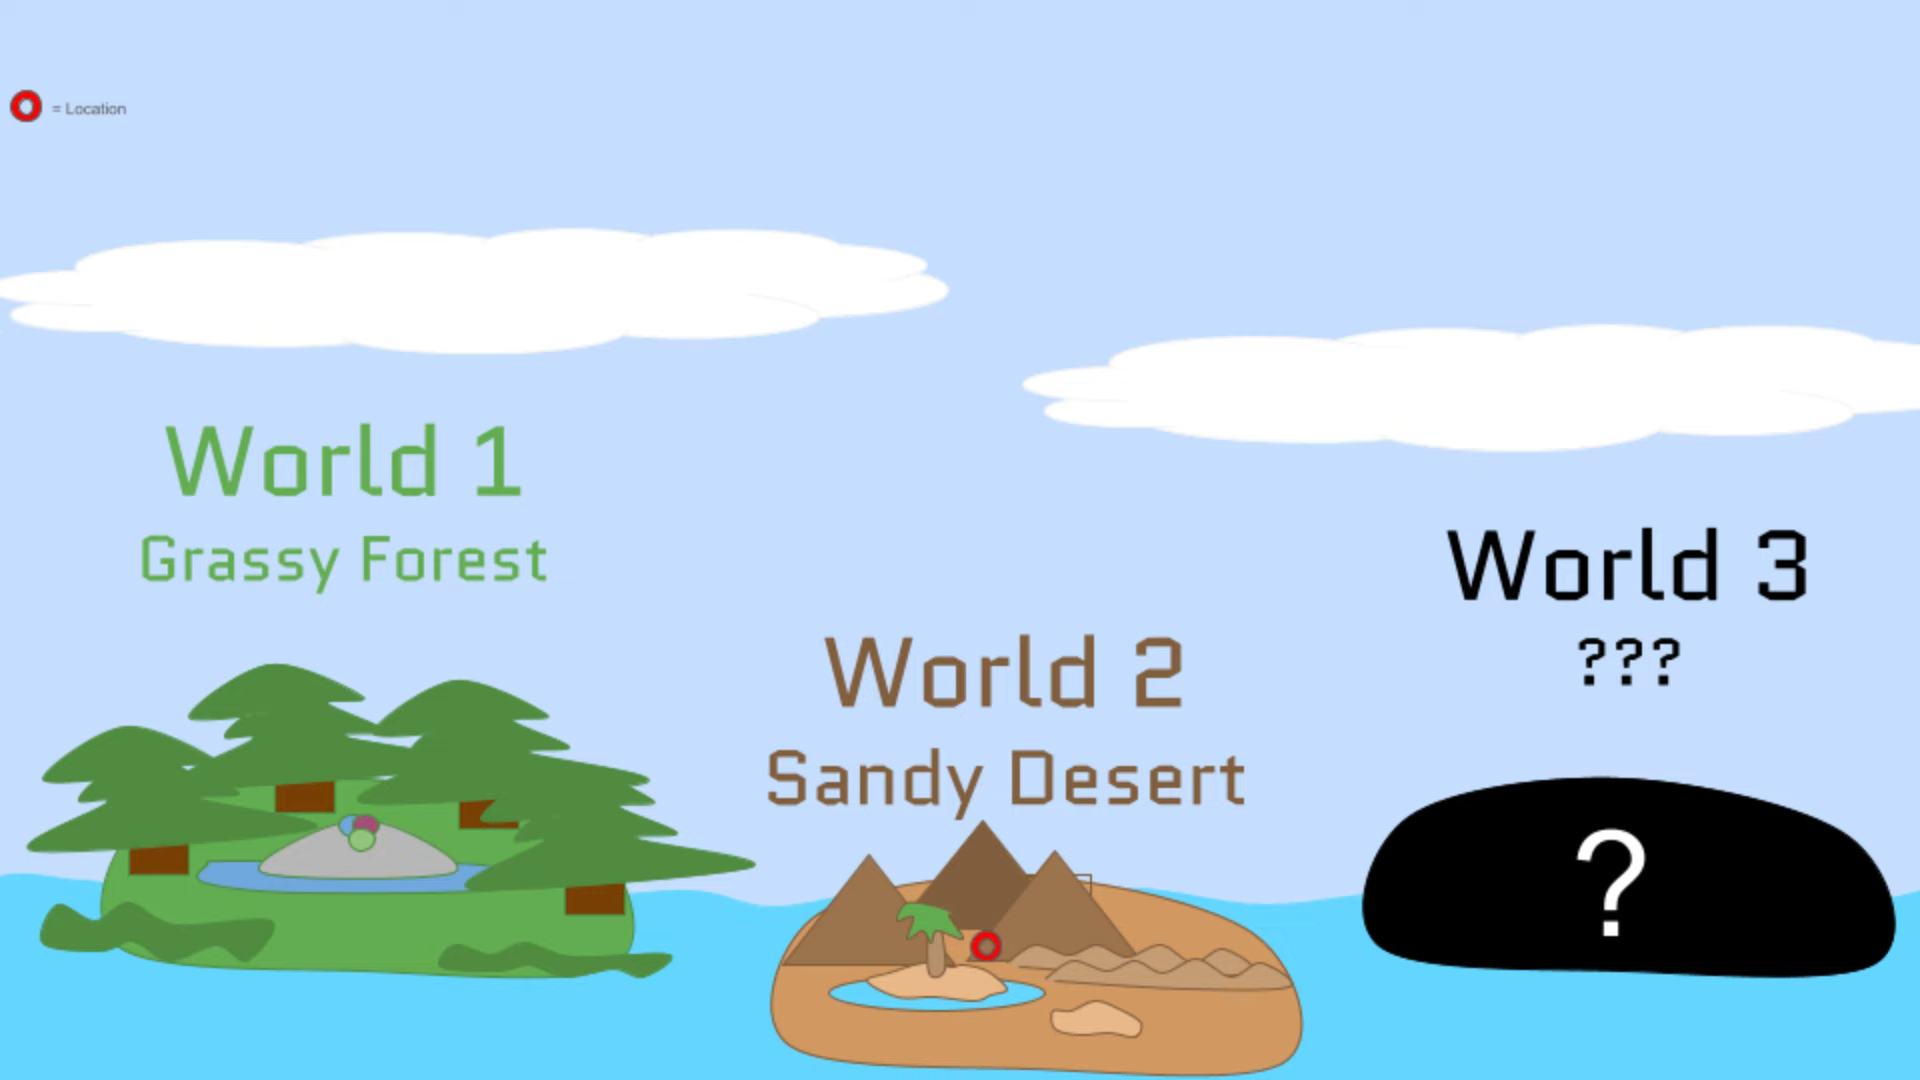 = Location
World 1
Grassy Forest
World 2
Sandy Desert
World 3
???
?